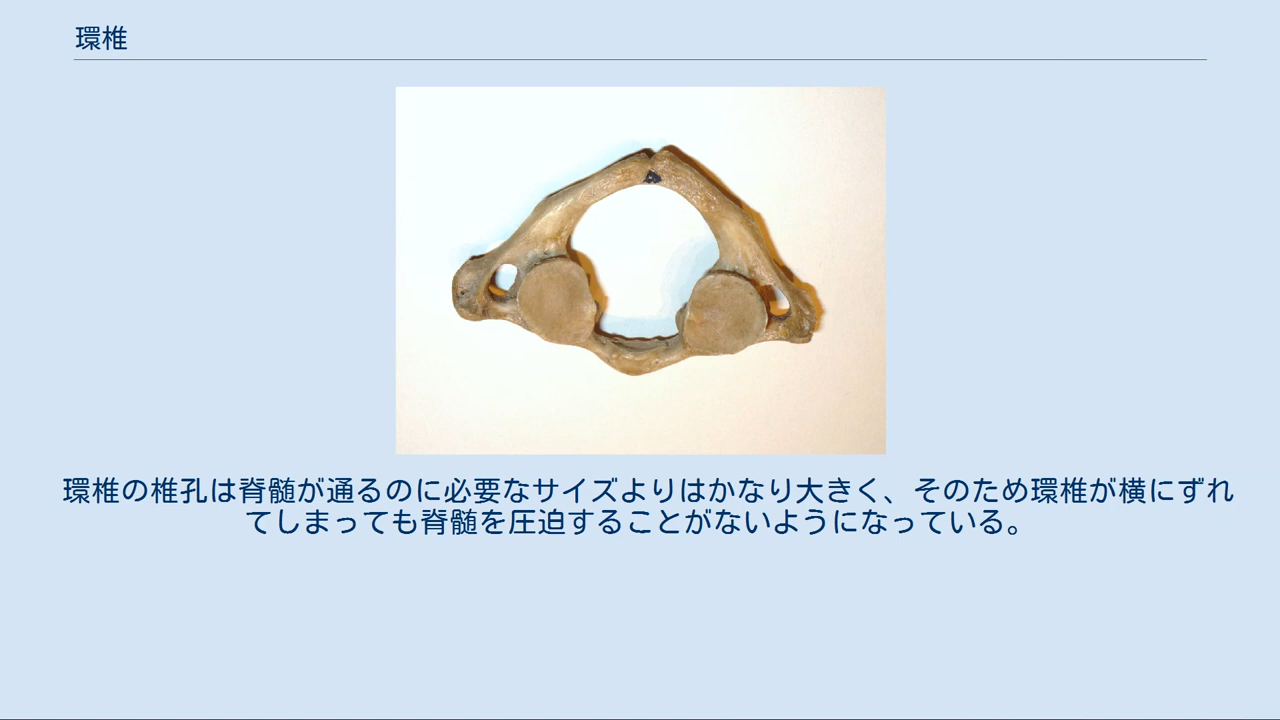 環椎
環椎の椎孔は脊髄が通るのに必要なサイズよりはかなり大きく、そのため環椎が横にずれ
てしまっても脊髄を圧迫することがないようになっている。